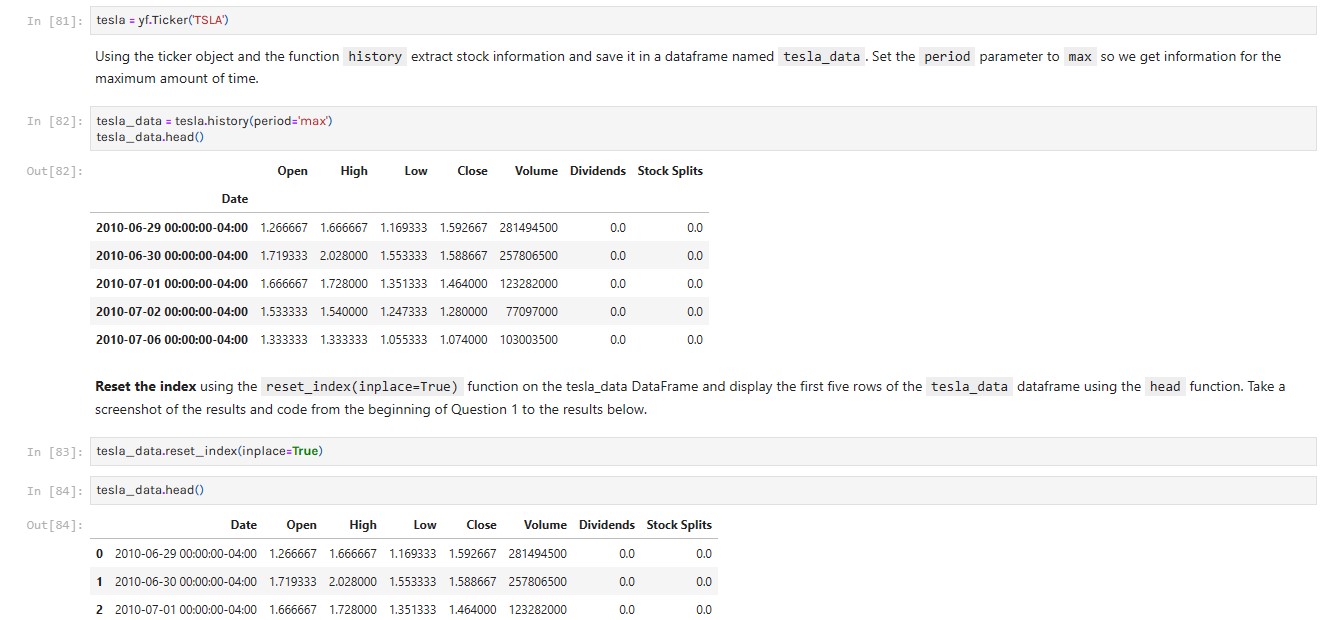 In [81]: tesla = yf.Ticker('TSLA')
Using the ticker object and the function history extract stock information and save it in a dataframe named tesla_data . Set the period parameter to max so we get information for the
maximum amount of time.
In [82]: tesla_data = tesla.history(period='max')
tesla_data.head()
Out[82]: Open High Low Close Volume Dividends Stock Splits
Date
2010-06-29 00:00:00-04:00 1.266667 1.666667 1.169333 1.592667 281494500 0.0 0.0
2010-06-30 00:00:00-04:00 1.719333 2.028000 1.553333 1.588667 257806500 0.0 0.0
2010-07-01 00:00:00-04:00 1.666667 1.728000 1.351333 1.464000 123282000 0.0 0.0
2010-07-02 00:00:00-04:00 1.533333 1.540000 1.247333 1.280000 77097000 0.0 0.0
2010-07-06 00:00:00-04:00 1.333333 1.333333 1.055333 1.074000 103003500 0.0 0.0
Reset the index using the reset_index(inplace=True) function on the tesla_data DataFrame and display the first five rows of the tesla_data dataframe using the head function. Take a
screenshot of the results and code from the beginning of Question 1 to the results below.
In [83]: tesla_data.reset_index(inplace=True)
In [84]: tesla_data.head()
Out[84]: Date Open High Low Close Volume Dividends Stock Splits
0 2010-06-29 00:00:00-04:00 1.266667 1.666667 1.169333 1.592667 281494500 0.0 0.0
1 2010-06-30 00:00:00-04:00 1.719333 2.028000 1.553333 1.588667 257806500 0.0 0.0
2 2010-07-01 00:00:00-04:00 1.666667 1.728000 1.351333 1.464000 123282000 0.0 0.0